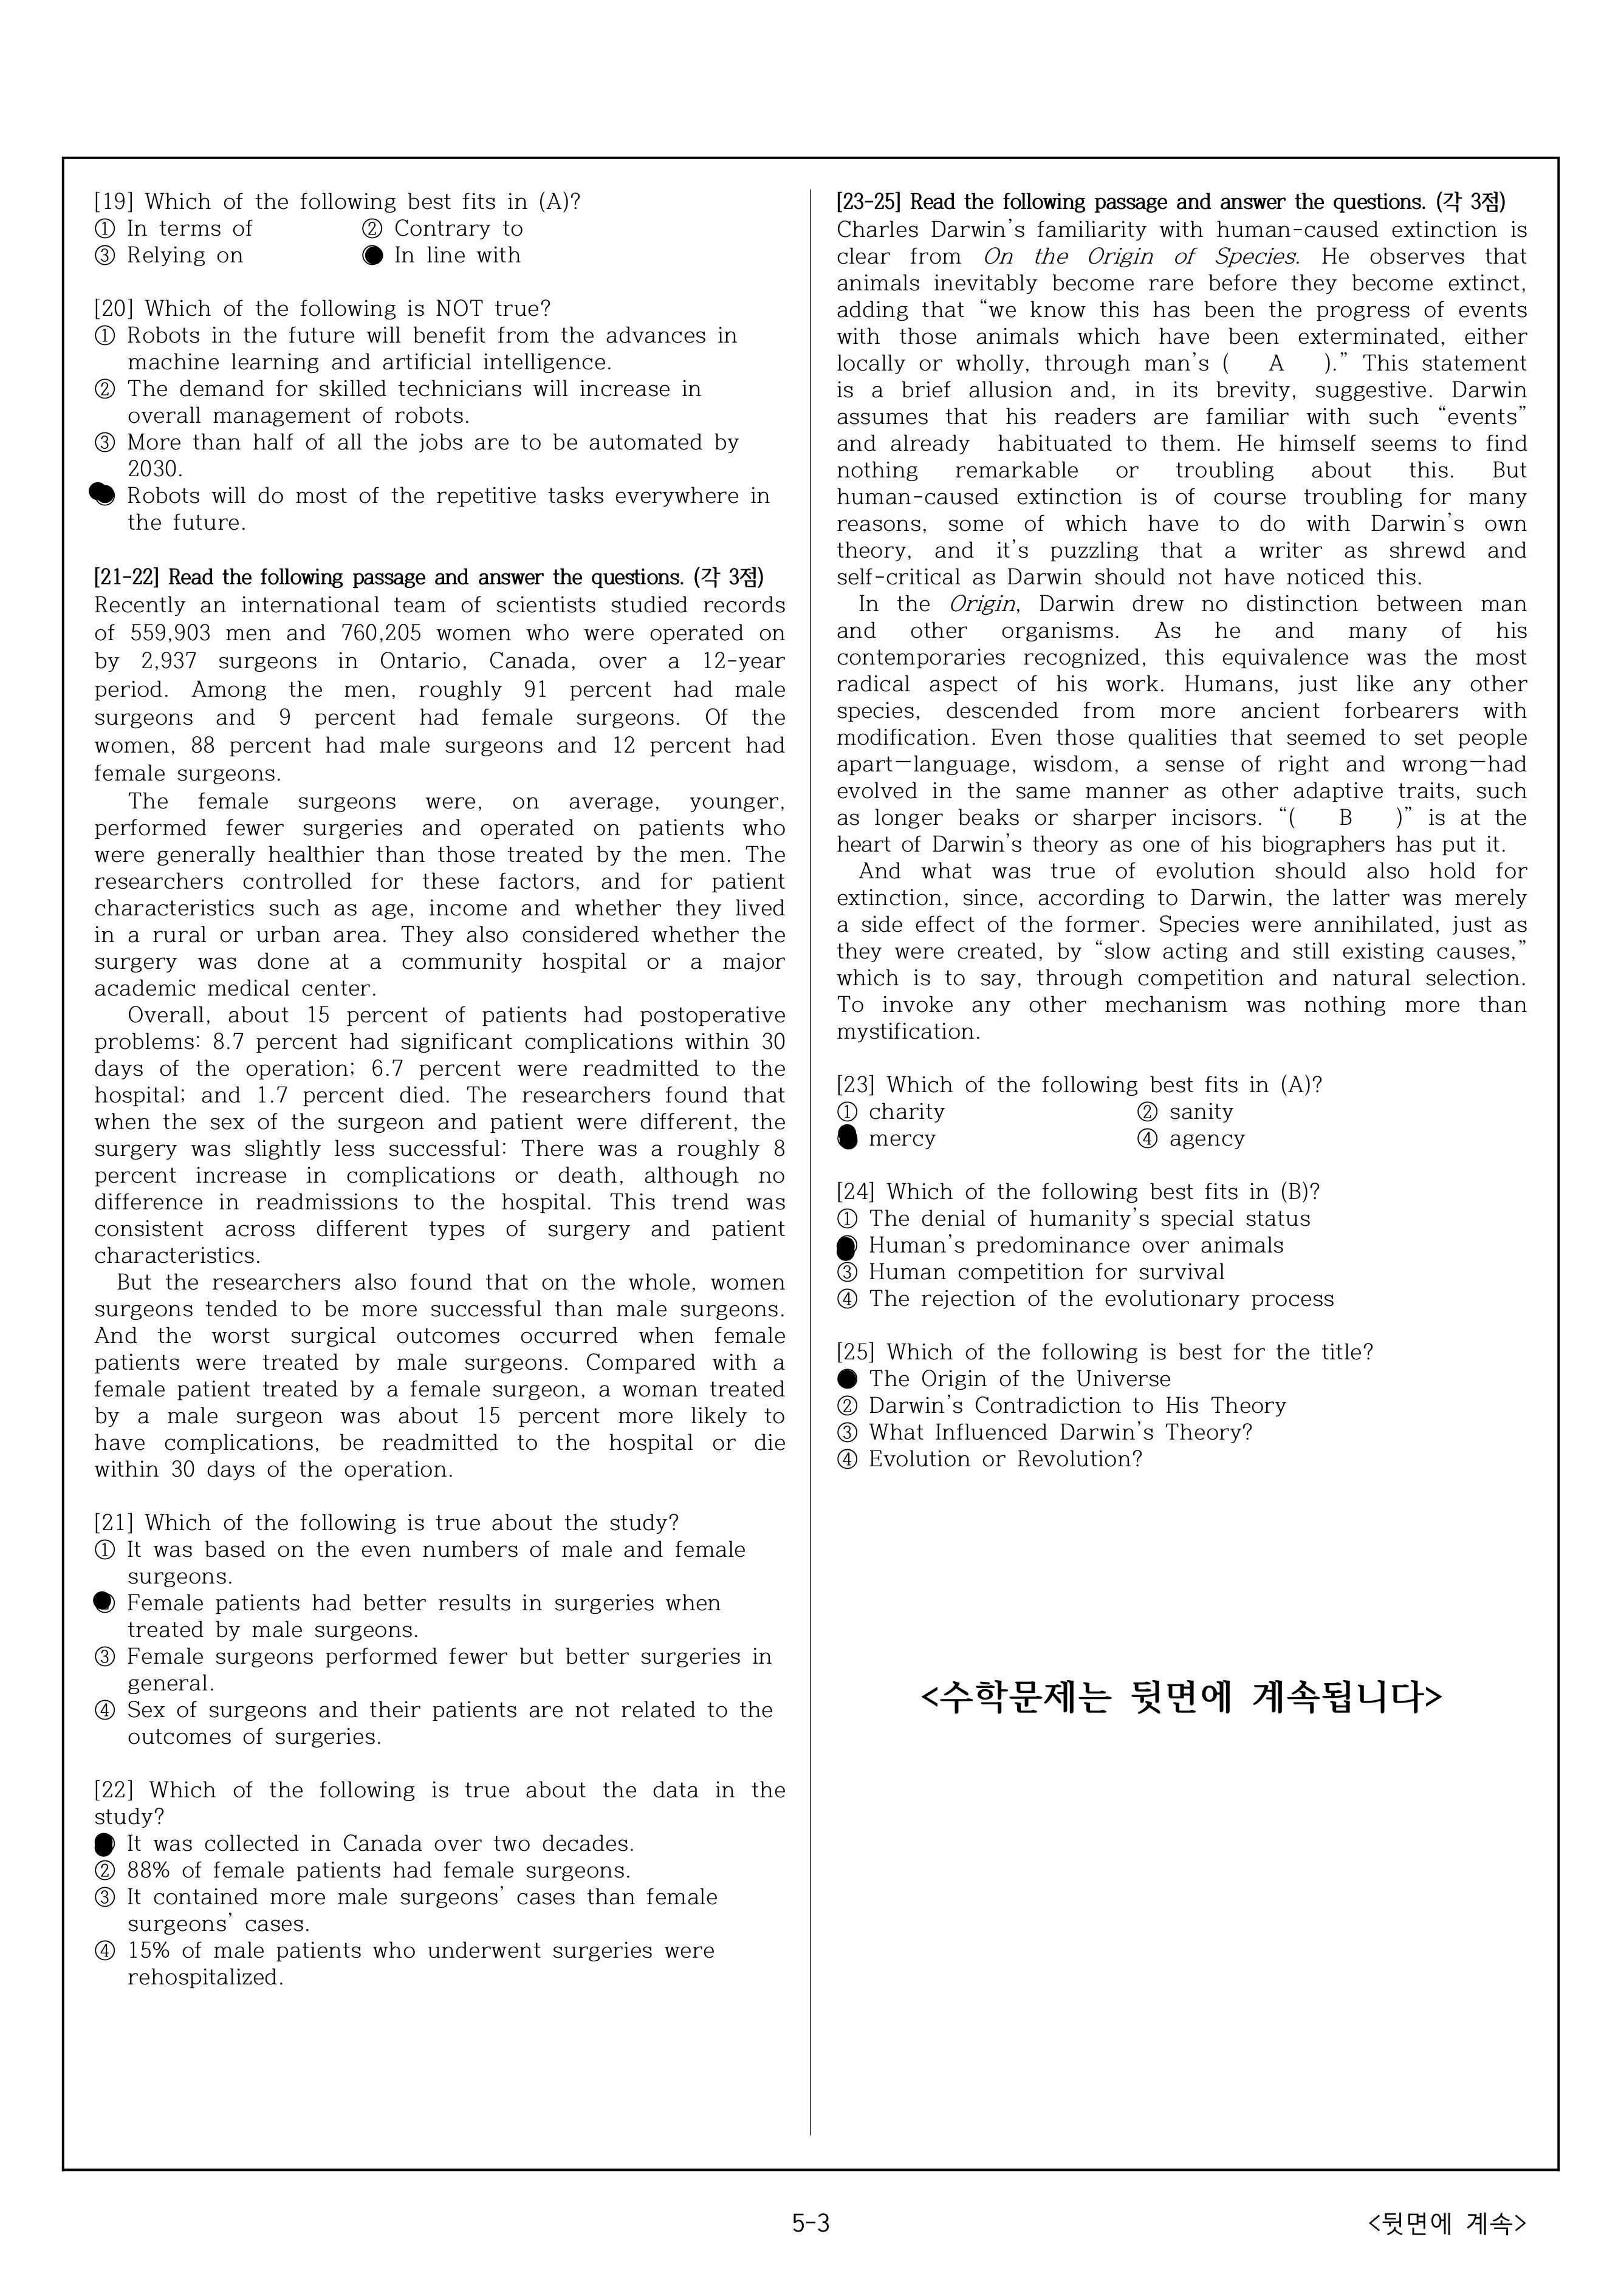 [19] Which of the following best fits in (A)?
① In terms of ② Contrary to
③ Relying on ● In line with
[20] Which of the following is NOT true?
① Robots in the future will benefit from the advances in
machine learning and artificial intelligence.
② The demand for skilled technicians will increase in
overall management of robots.
③ More than half of all the jobs are to be automated by
2030.
● Robots will do most of the repetitive tasks everywhere in
the future.
[21-22] Read the following passage and answer the questions. (각 3점)
Recently an international team of scientists studied records
of 559,903 men and 760,205 women who were operated on
by 2,937 surgeons in Ontario, Canada, over a 12-year
period. Among the men, roughly 91 percent had male
surgeons and 9 percent had female surgeons. Of the
women, 88 percent had male surgeons and 12 percent had
female surgeons.
The female surgeons were, on average, younger,
performed fewer surgeries and operated on patients who
were generally healthier than those treated by the men. The
researchers controlled for these factors, and for patient
characteristics such as age, income and whether they lived
in a rural or urban area. They also considered whether the
surgery was done at a community hospital or a major
academic medical center.
Overall, about 15 percent of patients had postoperative
problems: 8.7 percent had significant complications within 30
days of the operation; 6.7 percent were readmitted to the
hospital; and 1.7 percent died. The researchers found that
when the sex of the surgeon and patient were different, the
surgery was slightly less successful: There was a roughly 8
percent increase in complications or death, although no
difference in readmissions to the hospital. This trend was
consistent across different types of surgery and patient
characteristics.
But the researchers also found that on the whole, women
surgeons tended to be more successful than male surgeons.
And the worst surgical outcomes occurred when female
patients were treated by male surgeons. Compared with a
female patient treated by a female surgeon, a woman treated
by a male surgeon was about 15 percent more likely to
have complications, be readmitted to the hospital or die
within 30 days of the operation.
[21] Which of the following is true about the study?
① It was based on the even numbers of male and female
surgeons.
● Female patients had better results in surgeries when
treated by male surgeons.
③ Female surgeons performed fewer but better surgeries in
general.
④ Sex of surgeons and their patients are not related to the
outcomes of surgeries.
[22] Which of the following is true about the data in the
study?
● It was collected in Canada over two decades.
② 88% of female patients had female surgeons.
③ It contained more male surgeons' cases than female
surgeons' cases.
④ 15% of male patients who underwent surgeries were
rehospitalized.
[23-25] Read the following passage and answer the questions. (각 3점)
Charles Darwin's familiarity with human-caused extinction is
clear from On the Origin of Species. He observes that
animals inevitably become rare before they become extinct,
adding that “we know this has been the progress of events
with those animals which have been exterminated, either
locally or wholly, through man's ( A ).” This statement
is a brief allusion and, in its brevity, suggestive. Darwin
assumes that his readers are familiar with such “events”
and already habituated to them. He himself seems to find
nothing remarkable or troubling about this. But
human-caused extinction is of course troubling for many
reasons, some of which have to do with Darwin's own
theory, and it's puzzling that a writer as shrewd and
self-critical as Darwin should not have noticed this.
In the Origin, Darwin drew no distinction between man
and other organisms. As he and many of his
contemporaries recognized, this equivalence was the most
radical aspect of his work. Humans, just like any other
species, descended from more ancient forbearers with
modification. Even those qualities that seemed to set people
apart—language, wisdom, a sense of right and wrong—had
evolved in the same manner as other adaptive traits, such
as longer beaks or sharper incisors. “( B )” is at the
heart of Darwin's theory as one of his biographers has put it.
And what was true of evolution should also hold for
extinction, since, according to Darwin, the latter was merely
a side effect of the former. Species were annihilated, just as
they were created, by “slow acting and still existing causes,”
which is to say, through competition and natural selection.
To invoke any other mechanism was nothing more than
mystification.
[23] Which of the following best fits in (A)?
① charity ② sanity
● mercy ④ agency
[24] Which of the following best fits in (B)?
① The denial of humanity's special status
● Human's predominance over animals
③ Human competition for survival
④ The rejection of the evolutionary process
[25] Which of the following is best for the title?
● The Origin of the Universe
② Darwin's Contradiction to His Theory
③ What Influenced Darwin's Theory?
④ Evolution or Revolution?
<수학문제는 뒷면에 계속됩니다>
5-3
<뒷면에 계속>